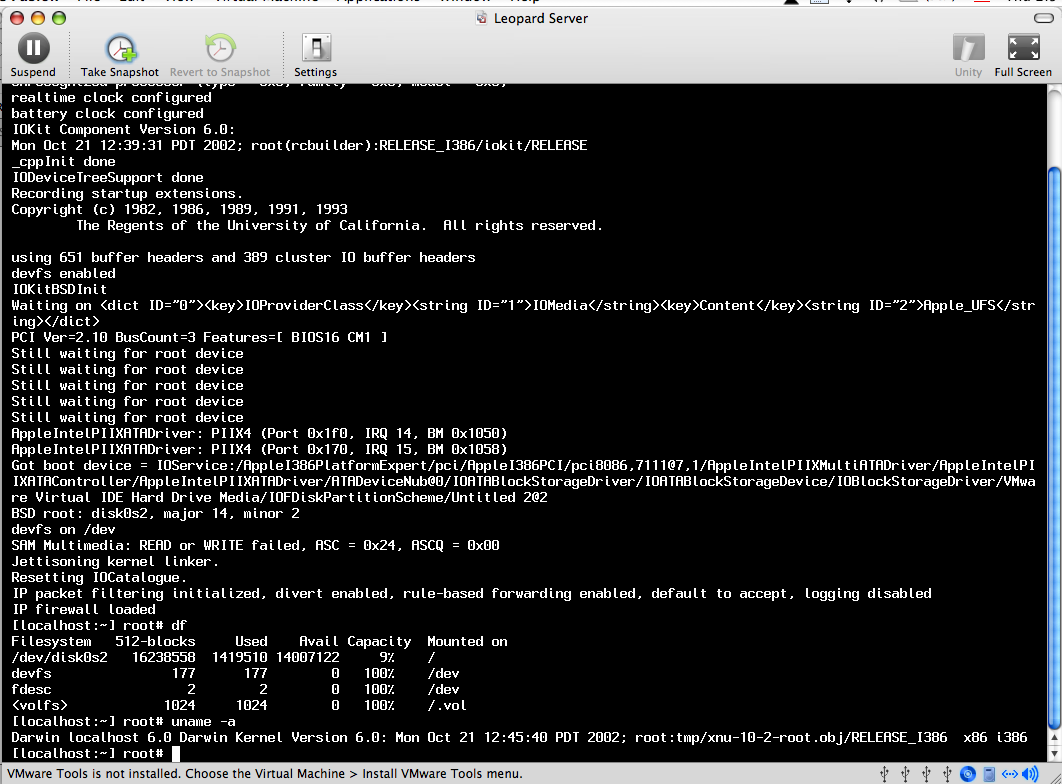 Leopard Server
Suspend
Take Snapshot
Revert to Snapshot
Settings
Unity
Full Screen
realtime clock configured
battery clock configured
IOKit Component Version 6.0:
Mon Oct 21 12:39:31 PDT 2002; root(rcbuilder):RELEASE_I386/iokit/RELEASE
_cppInit done
IODeviceTreeSupport done
Recording startup extensions.
Copyright (c) 1982, 1986, 1989, 1991, 1993
The Regents of the University of California.  All rights reserved.
using 651 buffer headers and 389 cluster IO buffer headers
devfs enabled
IOKitBSDInit
Waiting on <dict ID="0"><key>IOProviderClass</key><string ID="1">IOMedia</string><key>Content</key><string ID="2">Apple_UFS</str
ing></dict>
PCI Ver=2.10 BusCount=3 Features=[ BIOS16 CM1 ]
Still waiting for root device
Still waiting for root device
Still waiting for root device
Still waiting for root device
Still waiting for root device
AppleIntelPIIXATADriver: PIIX4 (Port 0x1f0, IRQ 14, BM 0x1050)
AppleIntelPIIXATADriver: PIIX4 (Port 0x170, IRQ 15, BM 0x1058)
Got boot device = IOService:/AppleI386PlatformExpert/pci/AppleI386PCI/pci8086,7111@7,1/AppleIntelPIIXMultiATADriver/AppleIntelPI
IXATAController/AppleIntelPIIXATADriver/ATADeviceNub@0/IOATABlockStorageDriver/IOATABlockStorageDevice/IOBlockStorageDriver/VMwa
re Virtual IDE Hard Drive Media/IOFDiskPartitionScheme/Untitled 2@2
BSD root: disk0s2, major 14, minor 2
devfs on /dev
SAM Multimedia: READ or WRITE failed, ASC = 0x24, ASCQ = 0x00
Jettisoning kernel linker.
Resetting IOCatalogue.
IP packet filtering initialized, divert enabled, rule-based forwarding enabled, default to accept, logging disabled
IP firewall loaded
[localhost:~] root# df
Filesystem   512-blocks     Used    Avail Capacity  Mounted on
/dev/disk0s2   16238558  1419510 14007122     9%    /
devfs               177      177        0   100%    /dev
fdesc                 2        2        0   100%    /dev
<volfs>            1024     1024        0   100%    /.vol
[localhost:~] root# uname -a
Darwin localhost 6.0 Darwin Kernel Version 6.0: Mon Oct 21 12:45:40 PDT 2002; root:tmp/xnu-10-2-root.obj/RELEASE_I386  x86 i386
[localhost:~] root#
VMware Tools is not installed. Choose the Virtual Machine > Install VMware Tools menu.